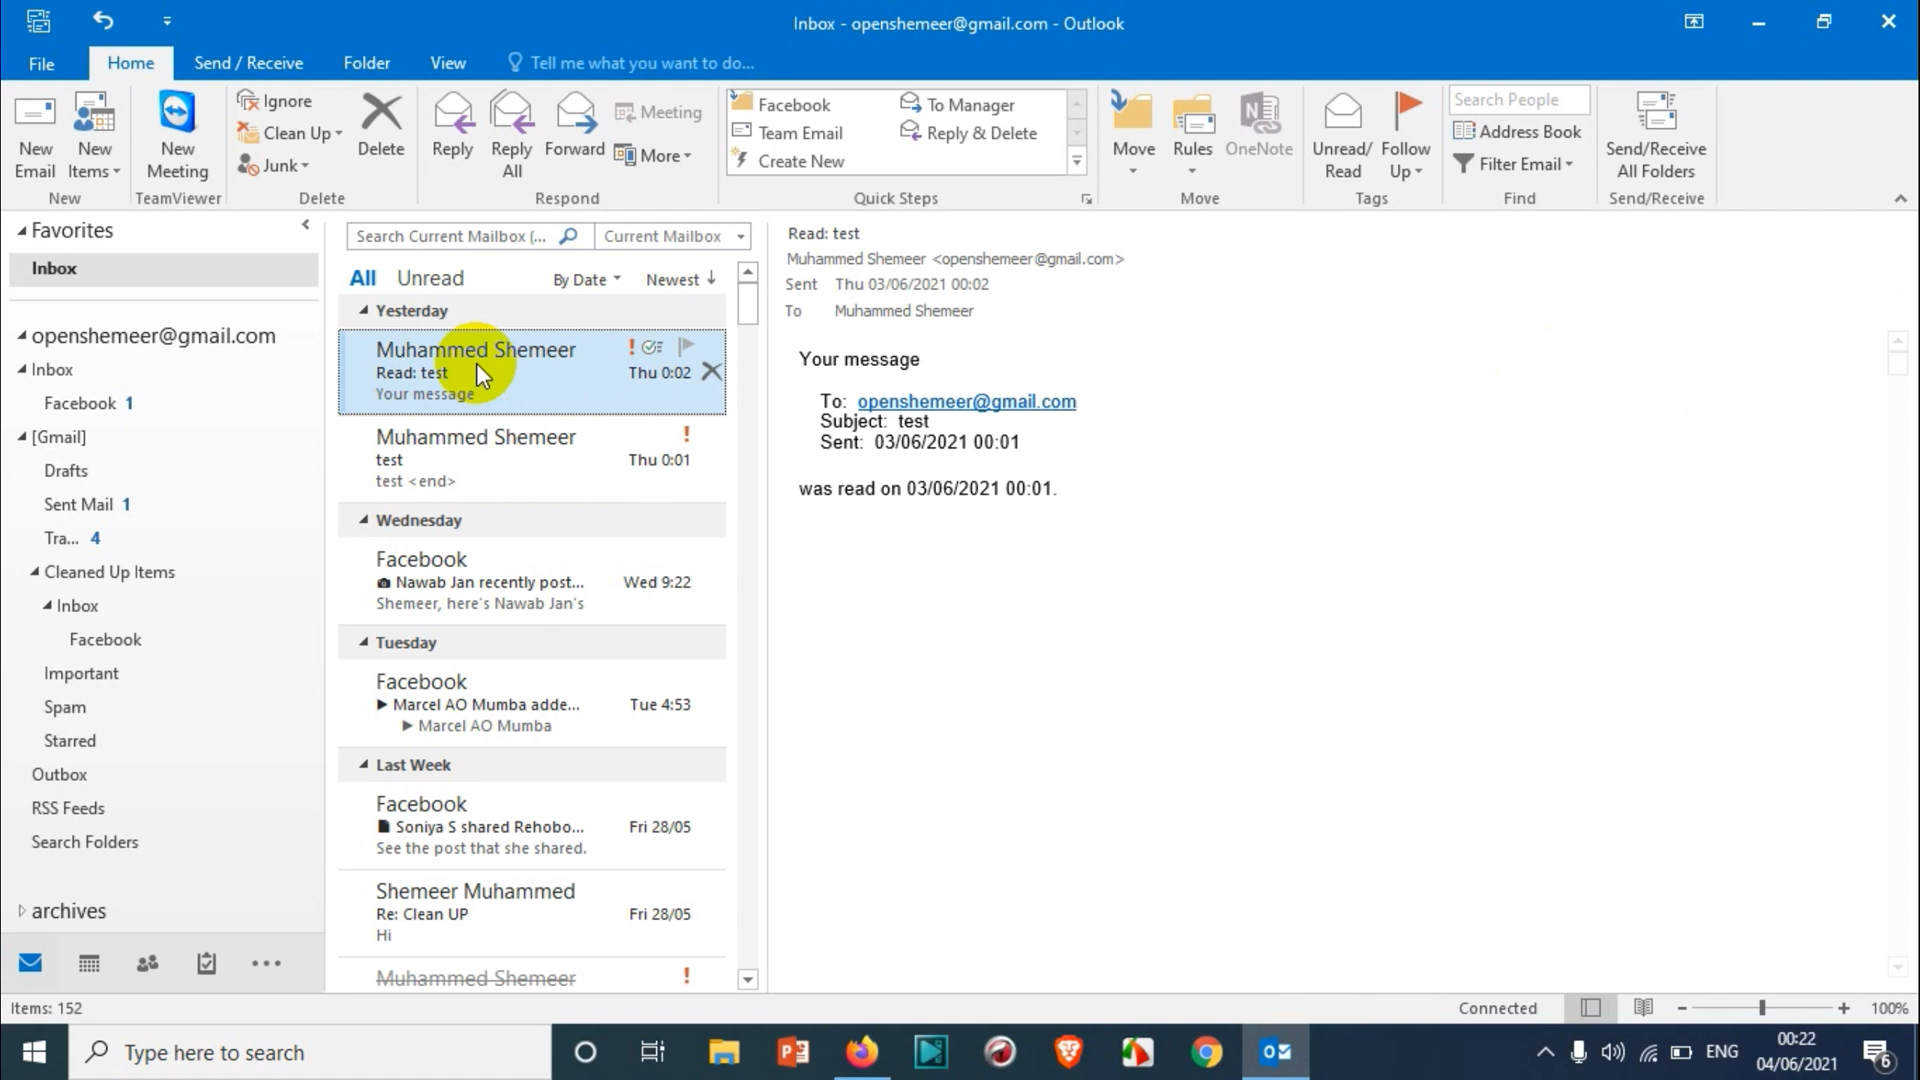 Inbox - openshemeer@gmail.com - Outlook
File Home Send / Receive Folder View Tell me what you want to do...
New Email
New Items
New
New Meeting
TeamViewer
Ignore
Clean Up
Junk
Delete
Delete
Reply
Reply All
Forward
Meeting
More
Respond
Facebook
Team Email
Create New
To Manager
Reply & Delete
Quick Steps
Move
Rules
OneNote
Move
Unread/ Read
Follow Up
Tags
Search People
Address Book
Filter Email
Find
Send/Receive All Folders
Send/Receive
Favorites
Inbox
openshemeer@gmail.com
Inbox
Facebook 1
[Gmail]
Drafts
Sent Mail 1
Tra... 4
Cleaned Up Items
Inbox
Facebook
Important
Spam
Starred
Outbox
RSS Feeds
Search Folders
archives
Search Current Mailbox (... Current Mailbox
All Unread By Date Newest
Yesterday
Muhammed Shemeer
Read: test Thu 0:02
Your message
Muhammed Shemeer
test Thu 0:01
test <end>
Wednesday
Facebook
Nawab Jan recently post... Wed 9:22
Shemeer, here's Nawab Jan's
Tuesday
Facebook
Marcel AO Mumba adde... Tue 4:53
Marcel AO Mumba
Last Week
Facebook
Soniya S shared Rehobo... Fri 28/05
See the post that she shared.
Shemeer Muhammed
Re: Clean UP Fri 28/05
Hi
Muhammed Shemeer
Read: test
Muhammed Shemeer <openshemeer@gmail.com>
Sent Thu 03/06/2021 00:02
To Muhammed Shemeer
Your message
To: openshemeer@gmail.com
Subject: test
Sent: 03/06/2021 00:01
was read on 03/06/2021 00:01.
Items: 152
Connected
100%
Type here to search
ENG
00:22
04/06/2021
6